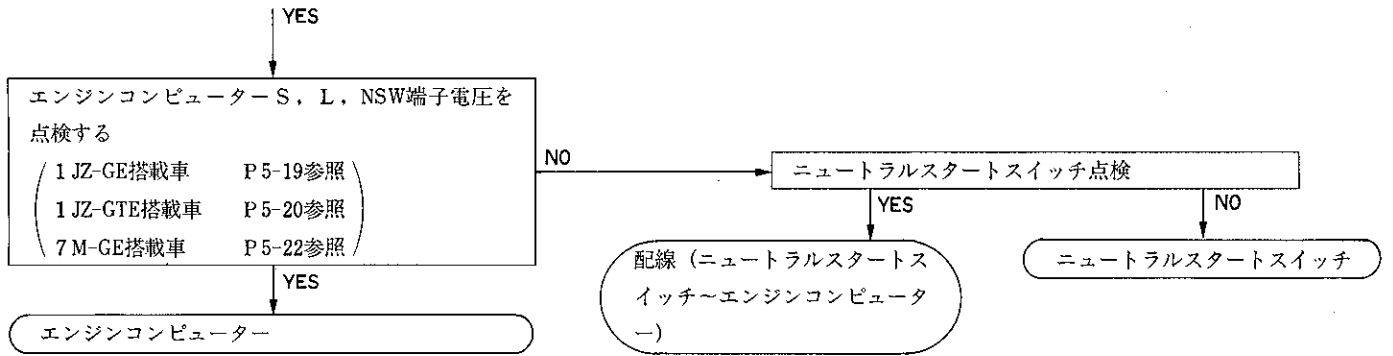 YES
エンジンコンピューターS，L，NSW端子電圧を
点検する
1JZ-GE搭載車 P5-19参照
1JZ-GTE搭載車 P5-20参照
7M-GE搭載車 P5-22参照
NO
ニュートラルスタートスイッチ点検
YES
NO
配線（ニュートラルスタートス
イッチ～エンジンコンピュータ
ー）
ニュートラルスタートスイッチ
YES
エンジンコンピューター